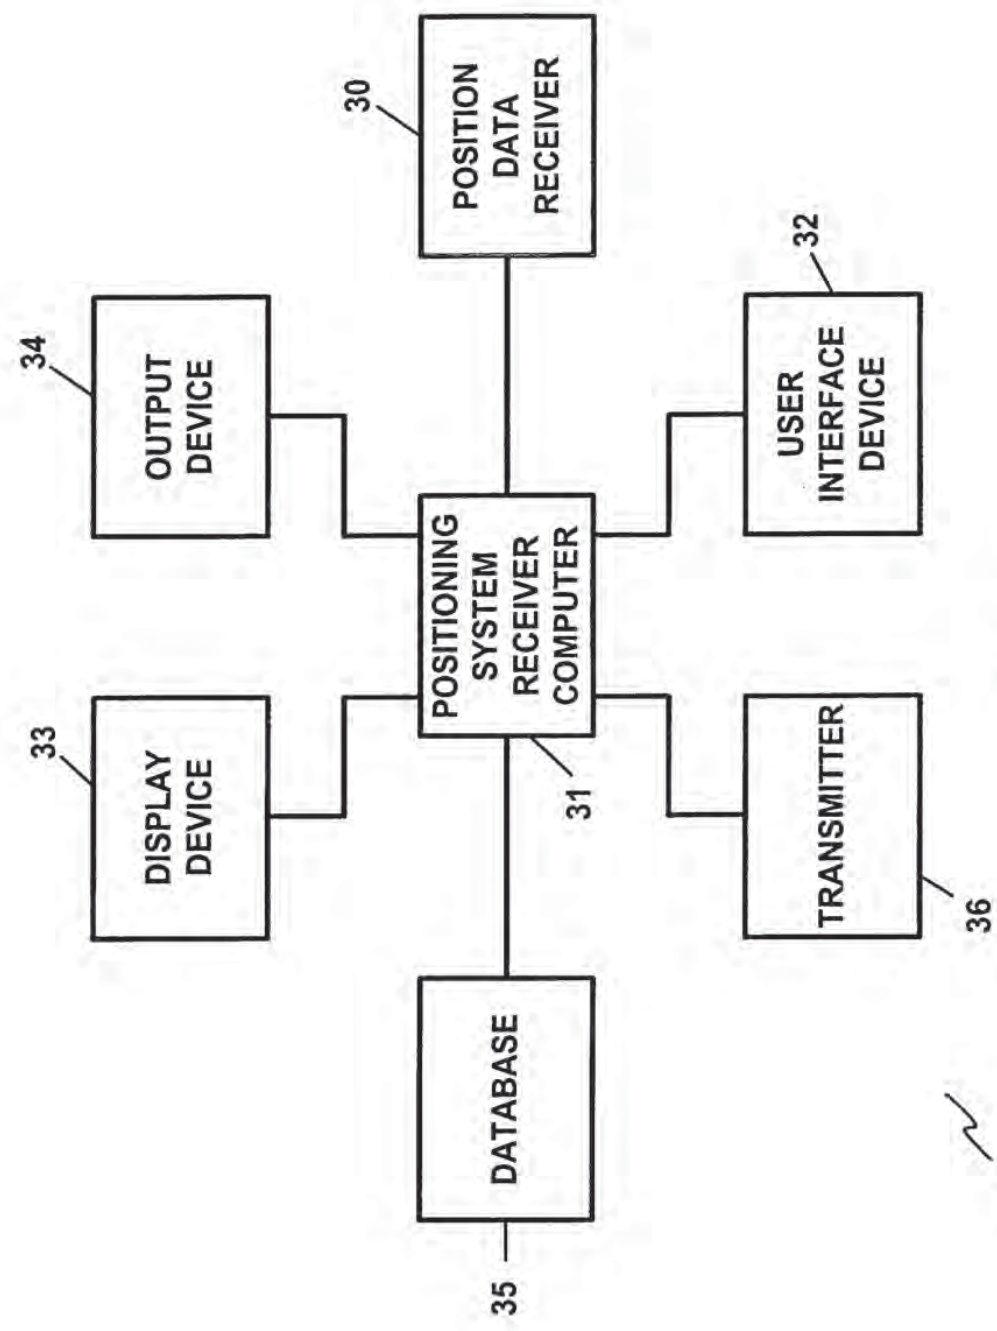 35
DATABASE
33
DISPLAY
DEVICE
36
TRANSMITTER
31
POSITIONING
SYSTEM
RECEIVER
COMPUTER
34
OUTPUT
DEVICE
32
USER
INTERFACE
DEVICE
30
POSITION
DATA
RECEIVER